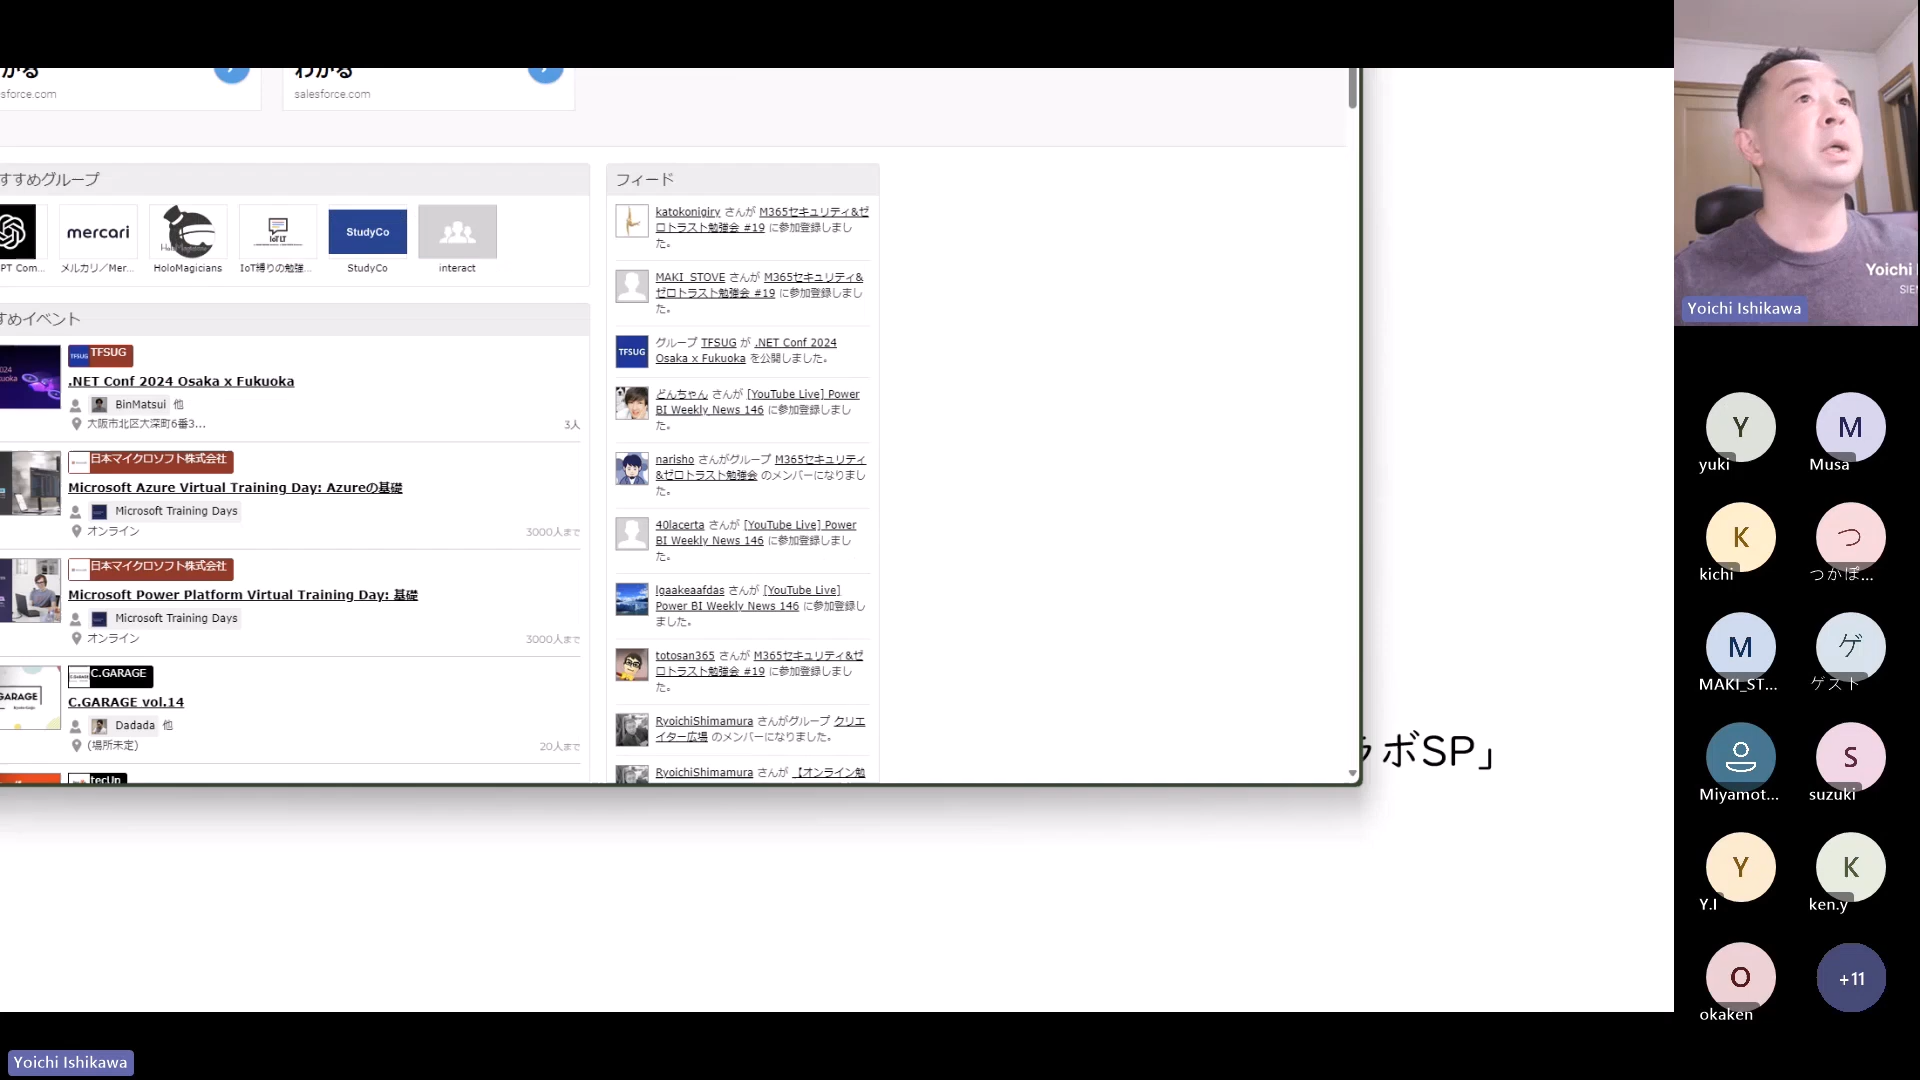 かる
わかる
sforce.com
salesforce.com
すすめグループ
PT Com...
mercari
メルカリ／Mer...
HoloMagicians
IoTLT
IoT縛りの勉強...
StudyCo
StudyCo
interact
すめイベント
TFSUG
.NET Conf 2024 Osaka x Fukuoka
BinMatsui 他
大阪市北区大深町6番3...
3人
日本マイクロソフト株式会社
Microsoft Azure Virtual Training Day: Azureの基礎
Microsoft Training Days
オンライン
3000人まで
日本マイクロソフト株式会社
Microsoft Power Platform Virtual Training Day: 基礎
Microsoft Training Days
オンライン
3000人まで
GARAGE
C.GARAGE
C.GARAGE vol.14
Dadada 他
(場所未定)
20人まで
tecUp
フィード
katokonigiry さんが M365セキュリティ&ゼ
ロトラスト勉強会 #19 に参加登録しまし
た。
MAKI_STOVE さんが M365セキュリティ&
ゼロトラスト勉強会 #19 に参加登録しまし
た。
TFSUG
グループ TFSUG が .NET Conf 2024
Osaka x Fukuoka を公開しました。
どんちゃん さんが [YouTube Live] Power
BI Weekly News 146 に参加登録しまし
た。
narisho さんがグループ M365セキュリティ
&ゼロトラスト勉強会 のメンバーになりまし
た。
40lacerta さんが [YouTube Live] Power
BI Weekly News 146 に参加登録しまし
た。
lgaakeaafdas さんが [YouTube Live]
Power BI Weekly News 146 に参加登録し
ました。
totosan365 さんが M365セキュリティ&ゼ
ロトラスト勉強会 #19 に参加登録しまし
た。
RyoichiShimamura さんがグループ クリエ
イター広場 のメンバーになりました。
RyoichiShimamura さんが 【オンライン勉
ラボSP」
Yoichi
SIE
Yoichi Ishikawa
Y
yuki
M
Musa
K
kichi
つ
つかぽ...
M
MAKI_ST...
ゲ
ゲスト
Miyamot...
S
suzuki
Y
Y.I
K
ken.y
O
okaken
+11
Yoichi Ishikawa